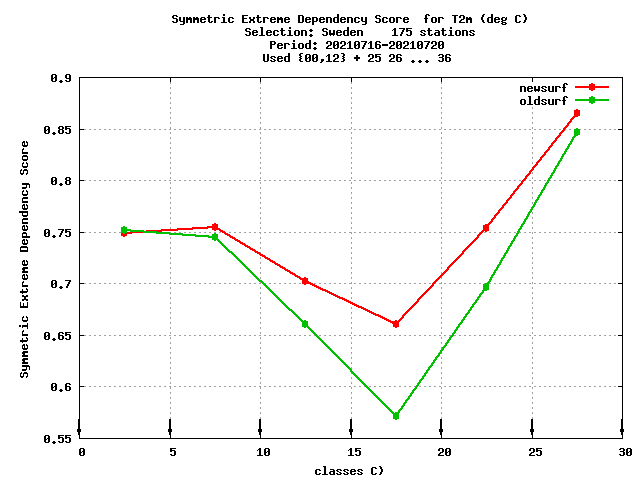 Symmetric Extreme Dependency Score  for T2m (deg C)
Selection: Sweden    175 stations
Period: 20210716-20210720
Used {00,12} + 25 26 ... 36
newsurf
oldsurf
Symmetric Extreme Dependency Score
0.9
0.85
0.8
0.75
0.7
0.65
0.6
0.55
0 5 10 15 20 25 30
classes C)